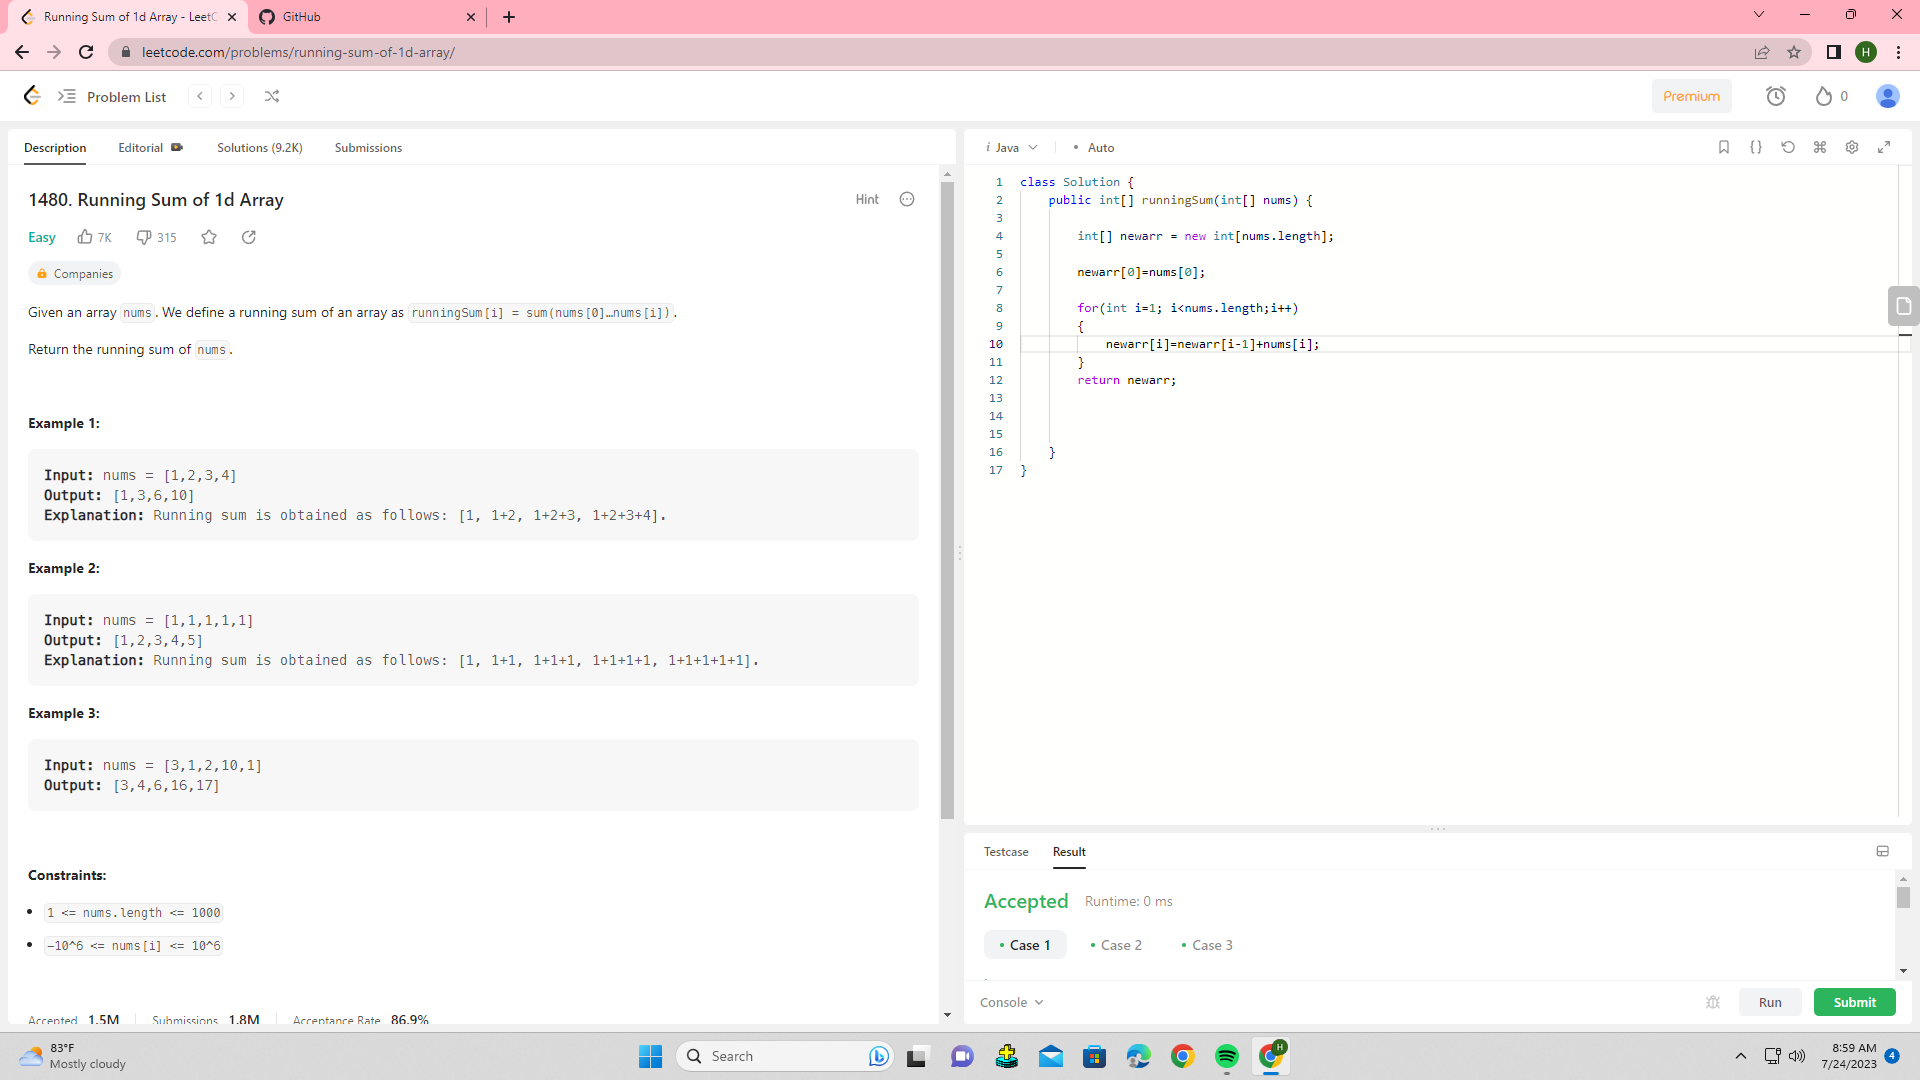 Running Sum of 1d Array - LeetC
GitHub
leetcode.com/problems/running-sum-of-1d-array/
H
Problem List
Premium
0
Description
Editorial
Solutions (9.2K)
Submissions
1480. Running Sum of 1d Array
Hint
Easy
7K
315
Companies
Given an array nums. We define a running sum of an array as runningSum[i] = sum(nums[0]…nums[i]).
Return the running sum of nums.
Example 1:
Input: nums = [1,2,3,4]
Output: [1,3,6,10]
Explanation: Running sum is obtained as follows: [1, 1+2, 1+2+3, 1+2+3+4].
Example 2:
Input: nums = [1,1,1,1,1]
Output: [1,2,3,4,5]
Explanation: Running sum is obtained as follows: [1, 1+1, 1+1+1, 1+1+1+1, 1+1+1+1+1].
Example 3:
Input: nums = [3,1,2,10,1]
Output: [3,4,6,16,17]
Constraints:
• 1 <= nums.length <= 1000
• -10^6 <= nums[i] <= 10^6
Accepted 1.5M Submissions 1.8M Acceptance Rate 86.9%
i Java • Auto
1 class Solution {
2 public int[] runningSum(int[] nums) {
3
4 int[] newarr = new int[nums.length];
5
6 newarr[0]=nums[0];
7
8 for(int i=1; i<nums.length;i++)
9 {
10 newarr[i]=newarr[i-1]+nums[i];
11 }
12 return newarr;
13
14
15
16 }
17 }
Testcase
Result
Accepted Runtime: 0 ms
• Case 1 • Case 2 • Case 3
Console
Run
Submit
83°F
Mostly cloudy
Search
H
8:59 AM
7/24/2023
4